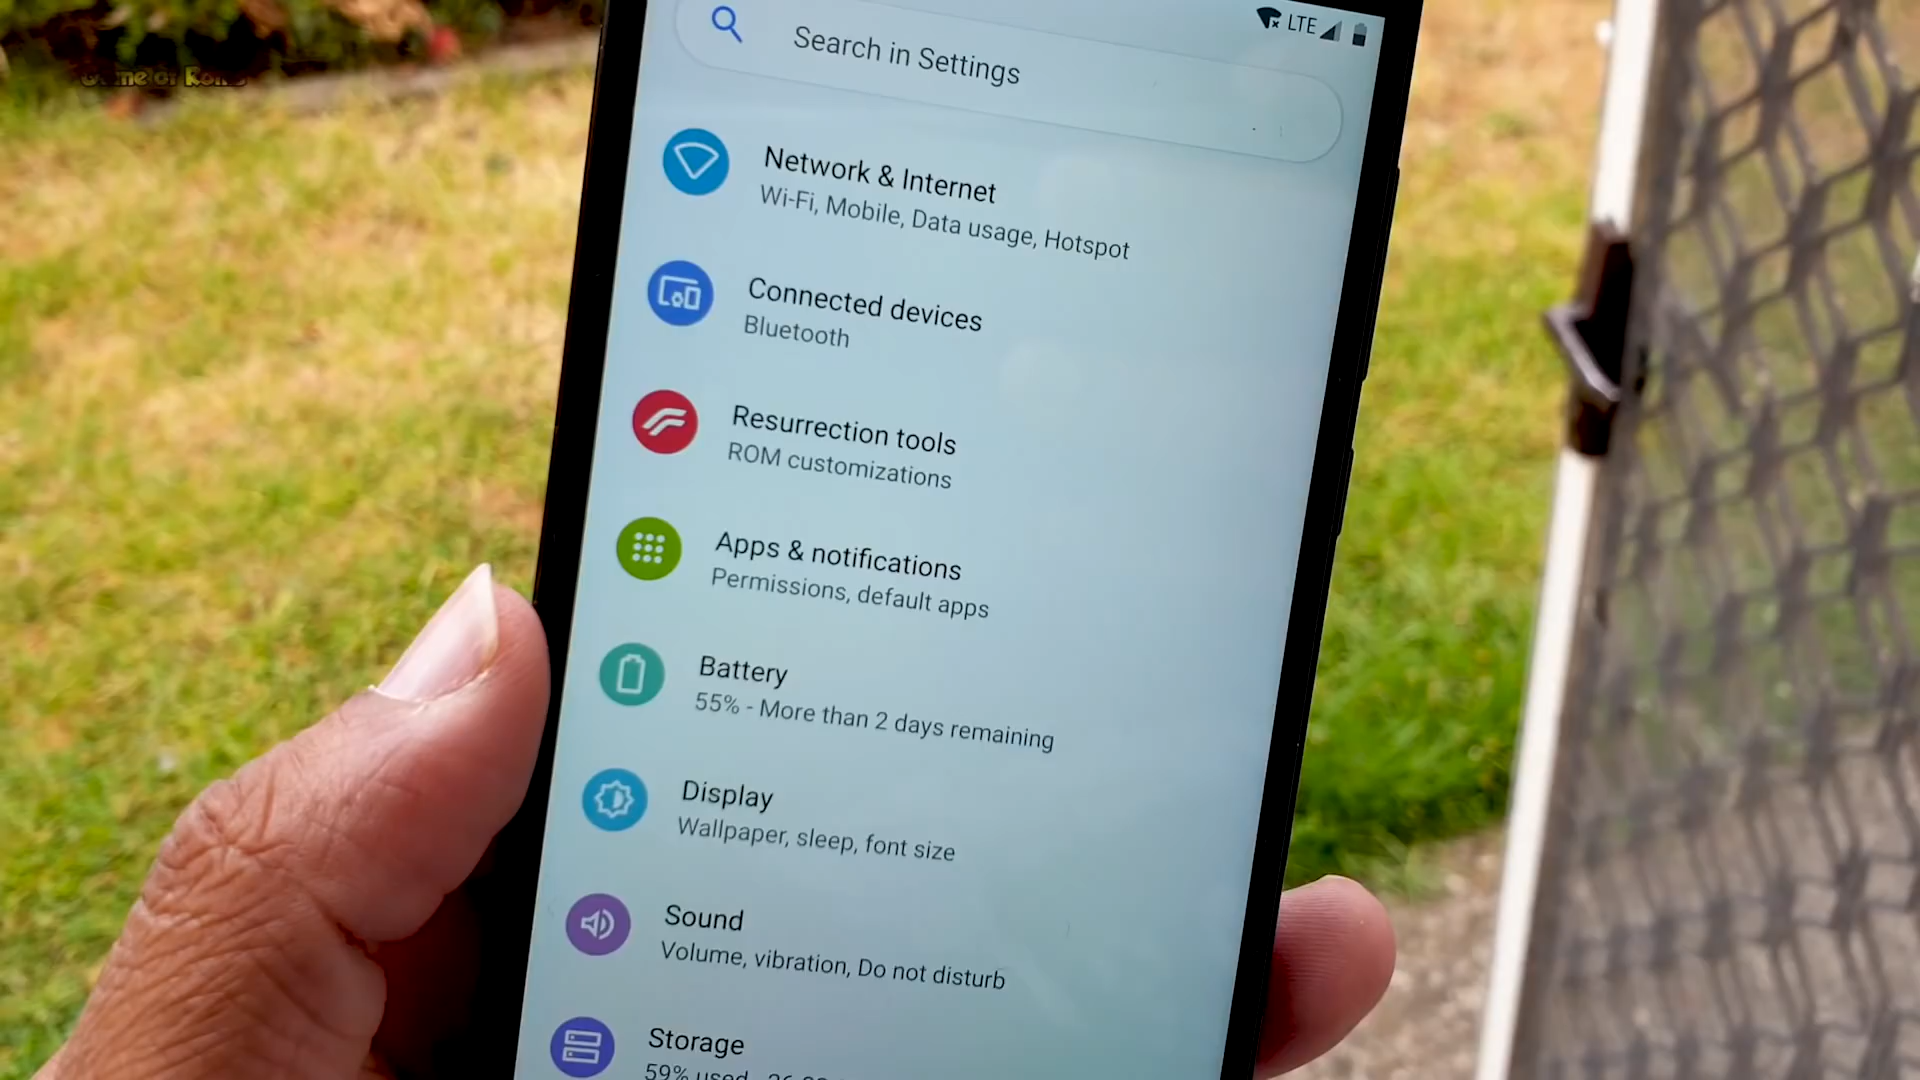 LTE
Search in Settings
Network & Internet
Wi-Fi, Mobile, Data usage, Hotspot
Connected devices
Bluetooth
Resurrection tools
ROM customizations
Apps & notifications
Permissions, default apps
Battery
55% - More than 2 days remaining
Display
Wallpaper, sleep, font size
Sound
Volume, vibration, Do not disturb
Storage
59% used